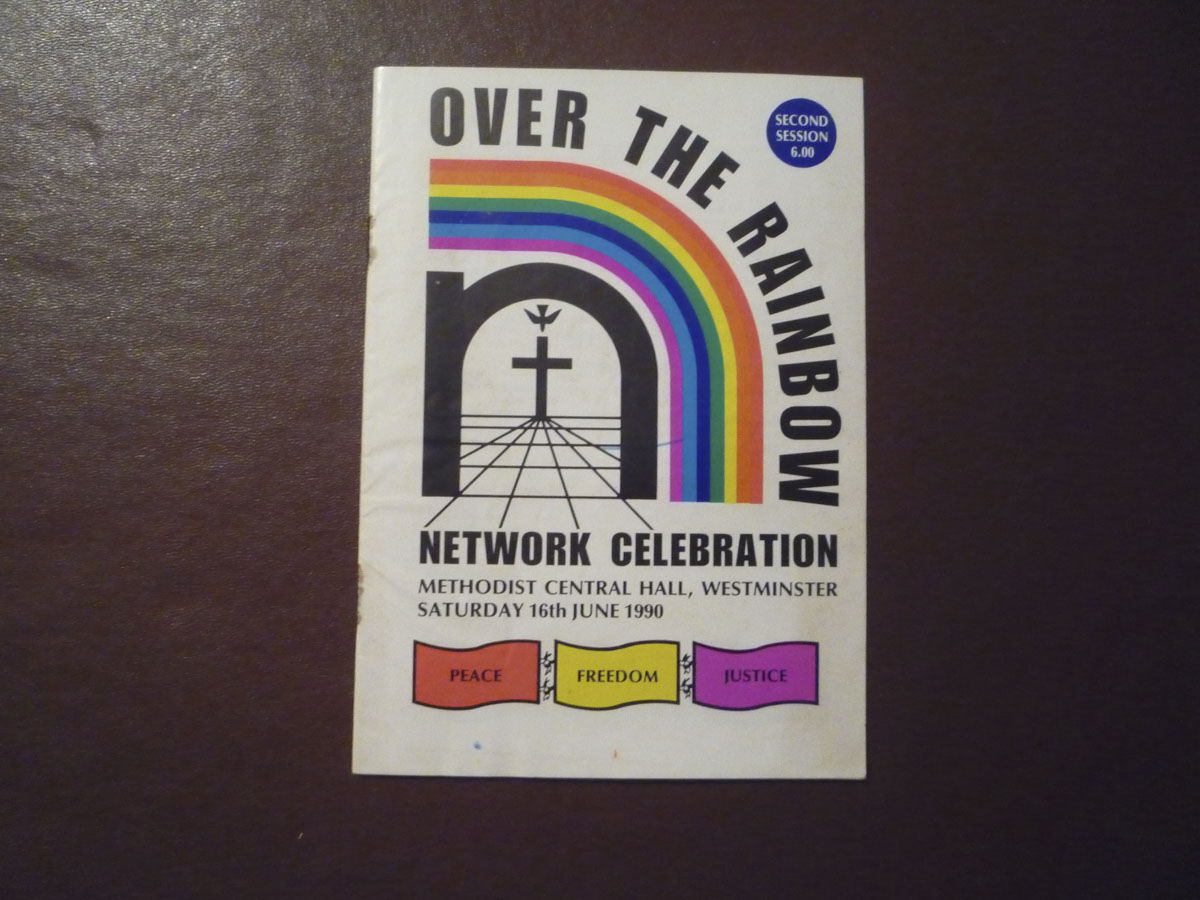 OVER THE RAINBOW
SECOND
SESSION
6.00
n
NETWORK CELEBRATION
METHODIST CENTRAL HALL, WESTMINSTER
SATURDAY 16th JUNE 1990
PEACE
FREEDOM
JUSTICE